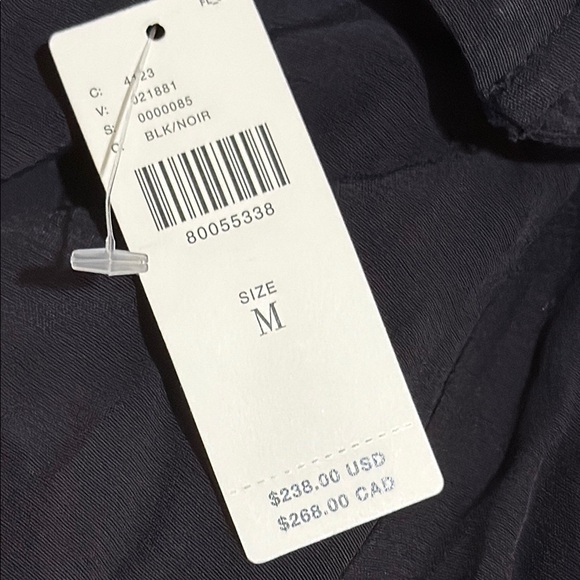 C: 4123
V: 021881
S: 0000085
C: BLK/NOIR
80055338
SIZE
M
$238.00 USD
$268.00 CAD